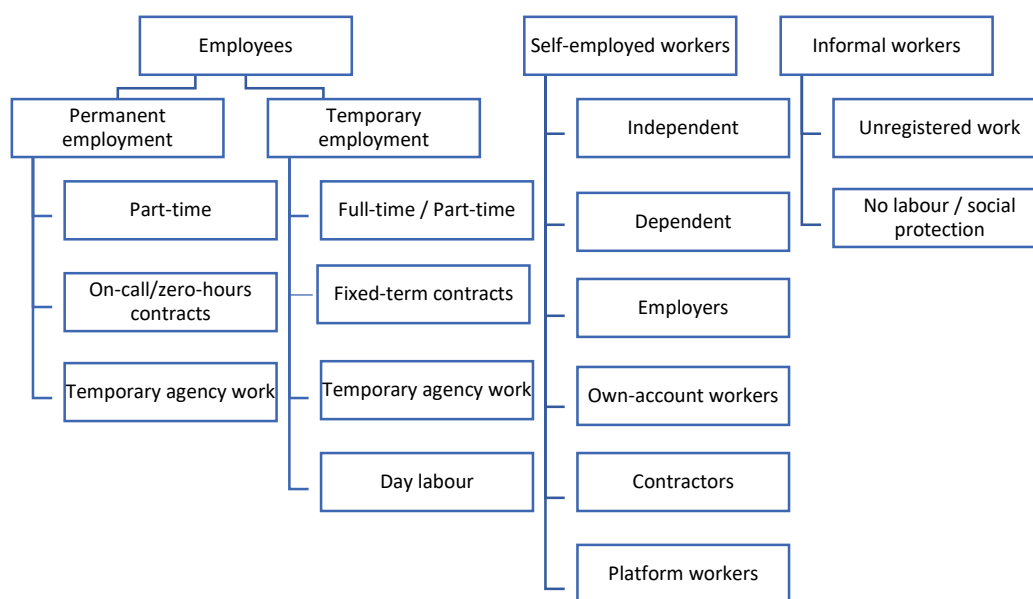 Employees
Self-employed workers
Informal workers
Permanent
employment
Temporary
employment
Independent
Unregistered work
Part-time
Full-time / Part-time
Dependent
No labour / social
protection
On-call/zero-hours
contracts
Fixed-term contracts
Employers
Temporary agency work
Temporary agency work
Own-account workers
Day labour
Contractors
Platform workers